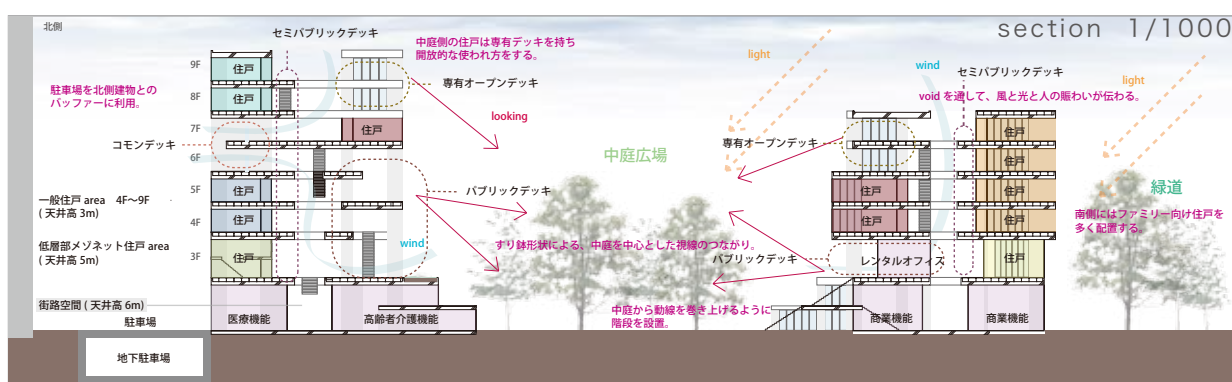 北側
section 1/1000
セミパブリックデッキ
中庭側の住戸は専有デッキを持ち
開放的な使われ方をする。
light
wind
セミパブリックデッキ
light
9F
住戸
専有オープンデッキ
駐車場を北側建物との
バッファーに利用。
8F
住戸
void を通して、風と光と人の賑わいが伝わる。
looking
7F
住戸
住戸
コモンデッキ
専有オープンデッキ
中庭広場
6F
住戸
一般住戸 area 4F〜9F
( 天井高 3m)
5F
住戸
パブリックデッキ
住戸
住戸
緑道
4F
住戸
住戸
住戸
南側にはファミリー向け住戸を
多く配置する。
低層部メゾネット住戸 area
( 天井高 5m)
wind
すり鉢形状による、中庭を中心とした視線のつながり。
3F
住戸
パブリックデッキ
レンタルオフィス
住戸
街路空間 ( 天井高 6m)
駐車場
医療機能
高齢者介護機能
中庭から動線を巻き上げるように
階段を設置。
商業機能
商業機能
地下駐車場